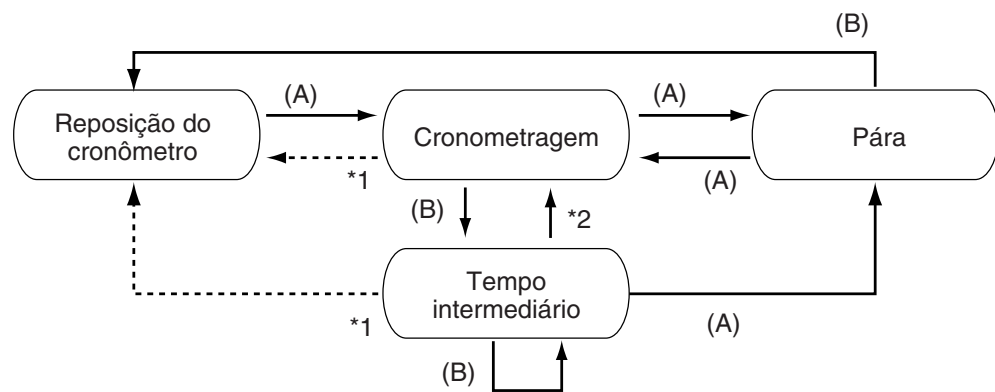 (B)
Reposição do
cronômetro
(A)
Cronometragem
(A)
Pára
*1
(A)
(B)
*2
Tempo
intermediário
*1
(A)
(B)